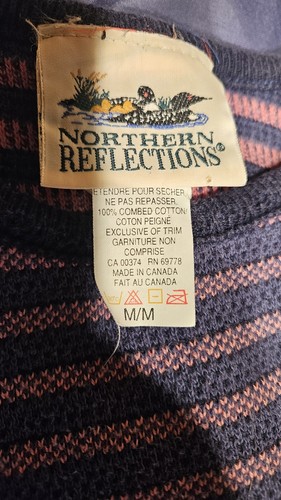 NORTHERN
REFLECTIONS®
ETENDRE POUR SECHER
NE PAS REPASSER
100% COMBED COTTON/
COTON PEIGNÉ
EXCLUSIVE OF TRIM
GARNITURE NON
COMPRISE
CA 00374 RN 69778
MADE IN CANADA
FAIT AU CANADA
M/M